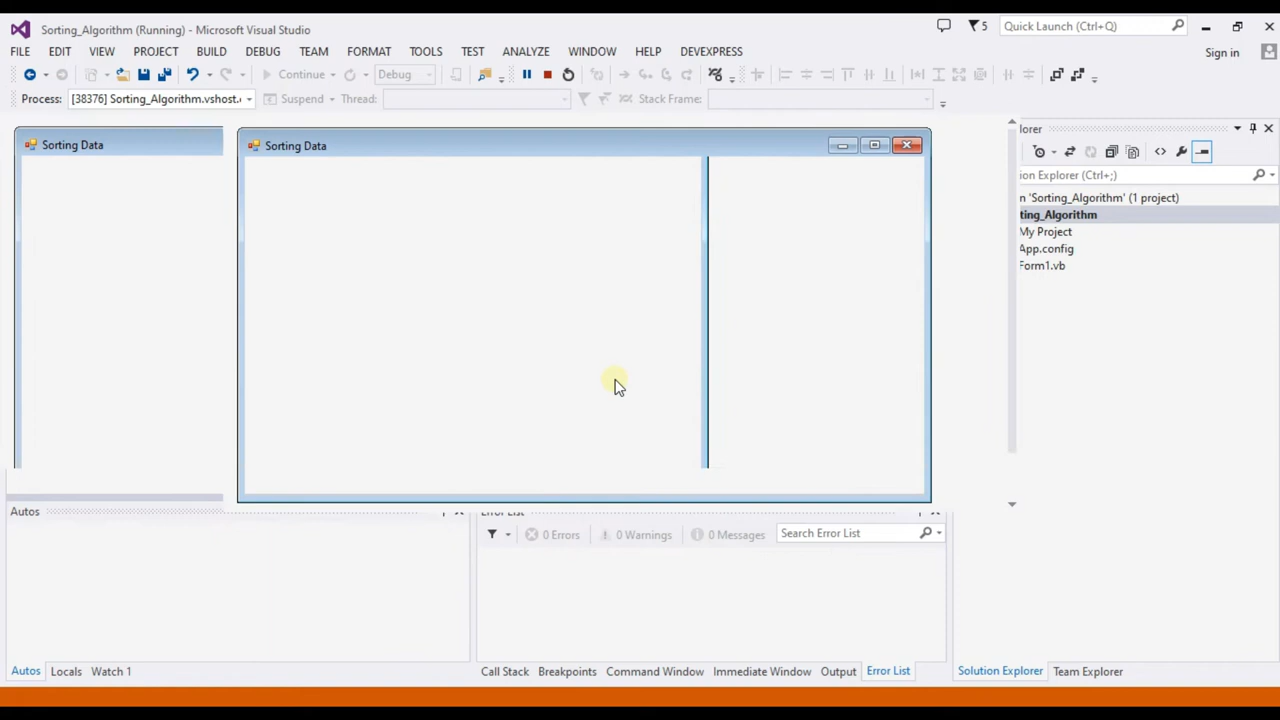 Sorting_Algorithm (Running) - Microsoft Visual Studio
5
Quick Launch (Ctrl+Q)
FILE EDIT VIEW PROJECT BUILD DEBUG TEAM FORMAT TOOLS TEST ANALYZE WINDOW HELP DEVEXPRESS
Sign in
Continue
Debug
Process: [38376] Sorting_Algorithm.vshost. Suspend Thread: Stack Frame:
Sorting Data
Sorting Data
lorer
ion Explorer (Ctrl+;)
n 'Sorting_Algorithm' (1 project)
ting_Algorithm
My Project
App.config
Form1.vb
Autos
Error List
0 Errors 0 Warnings 0 Messages Search Error List
Autos Locals Watch 1
Call Stack Breakpoints Command Window Immediate Window Output Error List
Solution Explorer Team Explorer